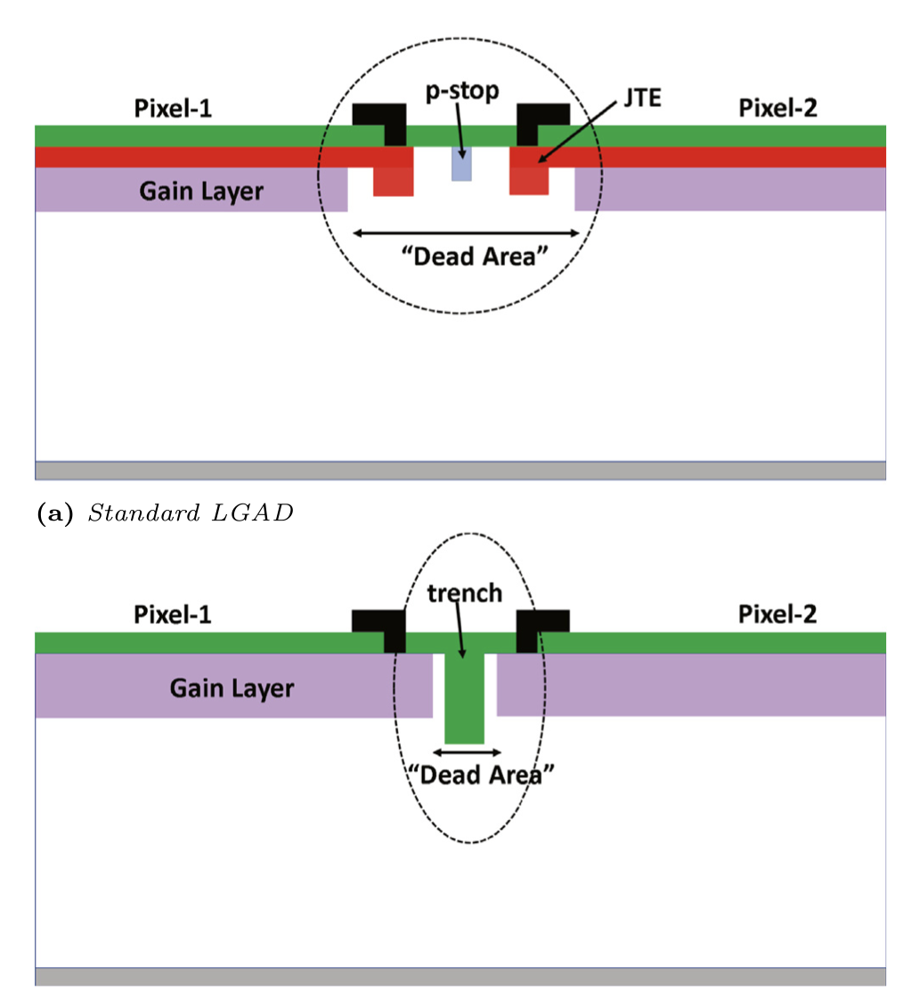 p-stop
JTE
Pixel-1
Pixel-2
Gain Layer
“Dead Area”
(a) Standard LGAD
trench
Pixel-1
Pixel-2
Gain Layer
“Dead Area”